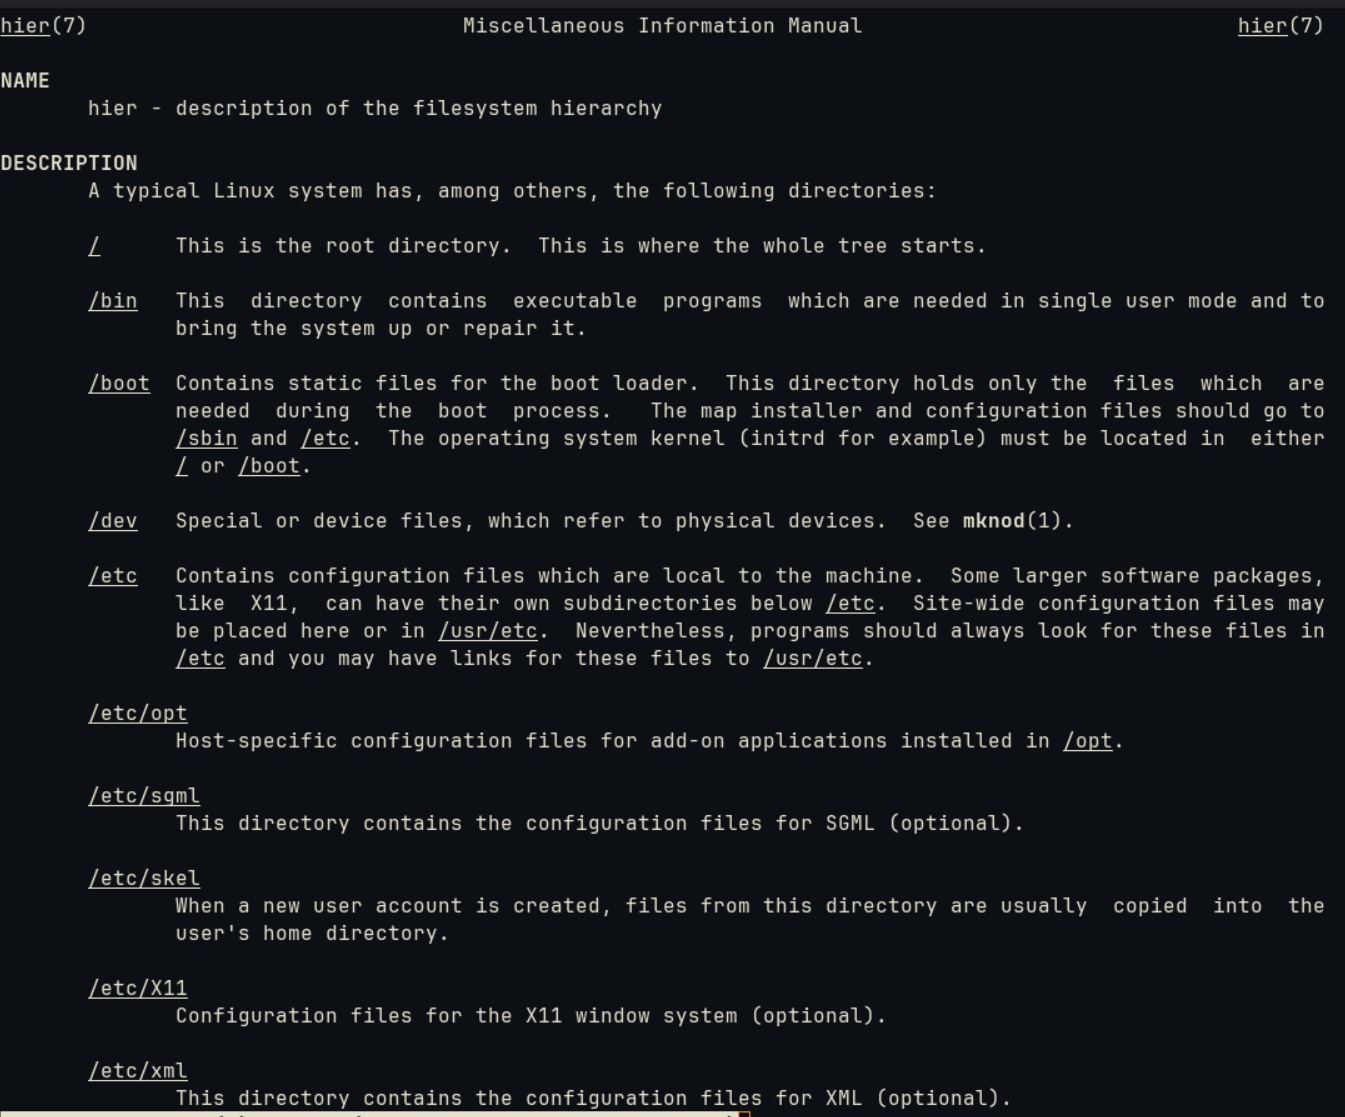 hier(7)                              Miscellaneous Information Manual                              hier(7)
NAME
hier - description of the filesystem hierarchy
DESCRIPTION
A typical Linux system has, among others, the following directories:
/      This is the root directory.  This is where the whole tree starts.
/bin   This  directory  contains  executable  programs  which are needed in single user mode and to
bring the system up or repair it.
/boot  Contains static files for the boot loader.  This directory holds only the  files  which  are
needed  during  the  boot  process.   The map installer and configuration files should go to
/sbin and /etc.  The operating system kernel (initrd for example) must be located in  either
/ or /boot.
/dev   Special or device files, which refer to physical devices.  See mknod(1).
/etc   Contains configuration files which are local to the machine.  Some larger software packages,
like  X11,  can have their own subdirectories below /etc.  Site-wide configuration files may
be placed here or in /usr/etc.  Nevertheless, programs should always look for these files in
/etc and you may have links for these files to /usr/etc.
/etc/opt
Host-specific configuration files for add-on applications installed in /opt.
/etc/sgml
This directory contains the configuration files for SGML (optional).
/etc/skel
When a new user account is created, files from this directory are usually  copied  into  the
user's home directory.
/etc/X11
Configuration files for the X11 window system (optional).
/etc/xml
This directory contains the configuration files for XML (optional).